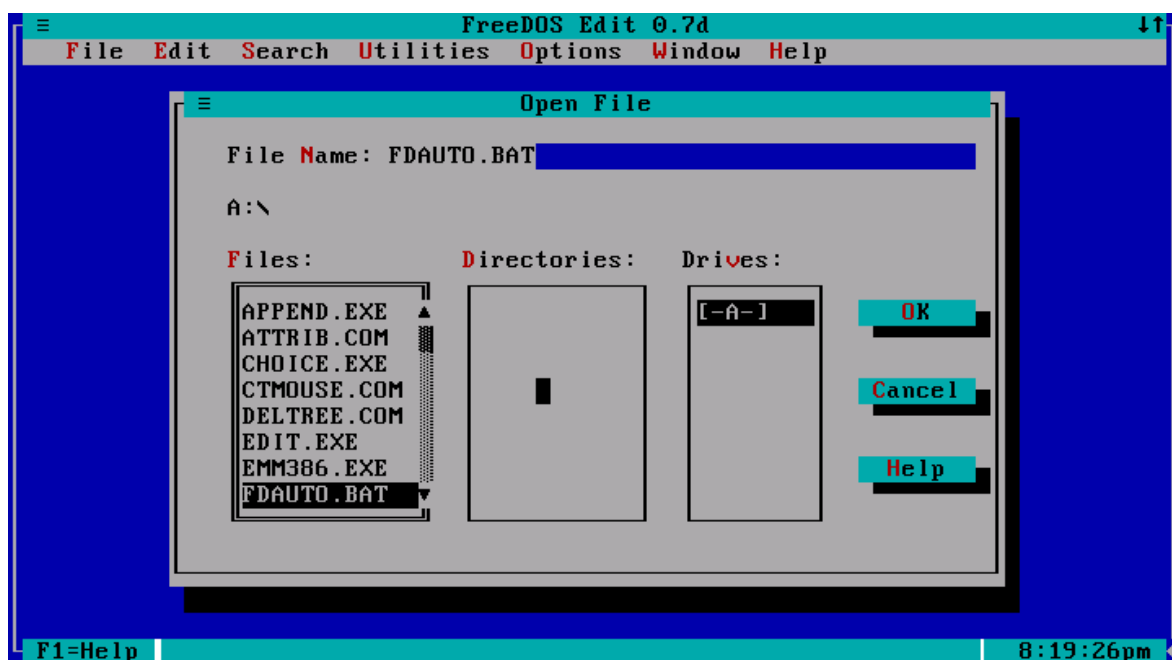 FreeDOS Edit 0.7d
File Edit Search Utilities Options Window Help
Open File
File Name: FDAUTO.BAT
A:\
Files: Directories: Drives:
APPEND.EXE
ATTRIB.COM
CHOICE.EXE
CTMOUSE.COM
DELTREE.COM
EDIT.EXE
EMM386.EXE
FDAUTO.BAT
[-A-]
OK
Cancel
Help
F1=Help 8:19:26pm